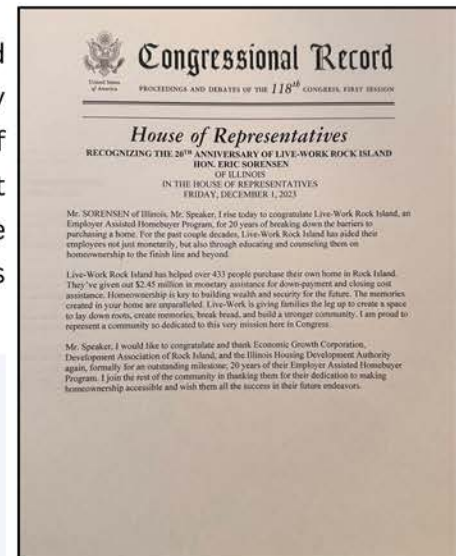 d
y
f
t
e
s
United States
of America
Congressional Record
PROCEEDINGS AND DEBATES OF THE 118th CONGRESS, FIRST SESSION
House of Representatives
RECOGNIZING THE 20TH ANNIVERSARY OF LIVE-WORK ROCK ISLAND
HON. ERIC SORENSEN
OF ILLINOIS
IN THE HOUSE OF REPRESENTATIVES
FRIDAY, DECEMBER 1, 2023
Mr. SORENSEN of Illinois. Mr. Speaker, I rise today to congratulate Live-Work Rock Island, an
Employer Assisted Homebuyer Program, for 20 years of breaking down the barriers to
purchasing a home. For the past couple decades, Live-Work Rock Island has aided their
employees not just monetarily, but also through educating and counseling them on
homeownership to the finish line and beyond.
Live-Work Rock Island has helped over 433 people purchase their own home in Rock Island.
They've given out $2.45 million in monetary assistance for down-payment and closing cost
assistance. Homeownership is key to building wealth and security for the future. The memories
created in your home are unparalleled. Live-Work is giving families the leg up to create a space
to lay down roots, create memories, break bread, and build a stronger community. I am proud to
represent a community so dedicated to this very mission here in Congress.
Mr. Speaker, I would like to congratulate and thank Economic Growth Corporation,
Development Association of Rock Island, and the Illinois Housing Development Authority
again, formally for an outstanding milestone; 20 years of their Employer Assisted Homebuyer
Program. I join the rest of the community in thanking them for their dedication to making
homeownership accessible and wish them all the success in their future endeavors.